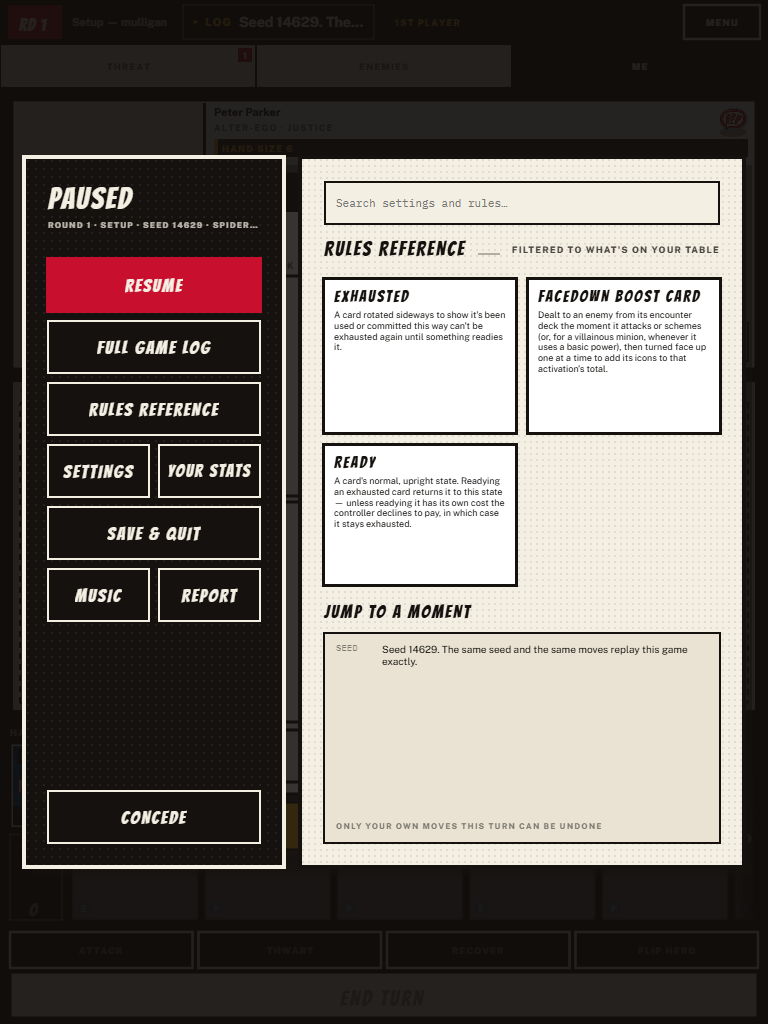 RD 1
Setup — mulligan
• LOG Seed 14629. The...
1ST PLAYER
MENU
THREAT
1
ENEMIES
ME
Peter Parker
ALTER-EGO · JUSTICE
HAND SIZE 6
PAUSED
ROUND 1 · SETUP · SEED 14629 · SPIDER...
RESUME
FULL GAME LOG
RULES REFERENCE
SETTINGS
YOUR STATS
SAVE & QUIT
MUSIC
REPORT
CONCEDE
Search settings and rules…
RULES REFERENCE
FILTERED TO WHAT'S ON YOUR TABLE
EXHAUSTED
A card rotated sideways to show it's been
used or committed this way can't be
exhausted again until something readies
it.
FACEDOWN BOOST CARD
Dealt to an enemy from its encounter
deck the moment it attacks or schemes
(or, for a villainous minion, whenever it
uses a basic power), then turned face up
one at a time to add its icons to that
activation's total.
READY
A card's normal, upright state. Readying
an exhausted card returns it to this state
— unless readying it has its own cost the
controller declines to pay, in which case
it stays exhausted.
JUMP TO A MOMENT
SEED
Seed 14629. The same seed and the same moves replay this game
exactly.
ONLY YOUR OWN MOVES THIS TURN CAN BE UNDONE
0
ATTACK
THWART
RECOVER
FLIP HERO
END TURN